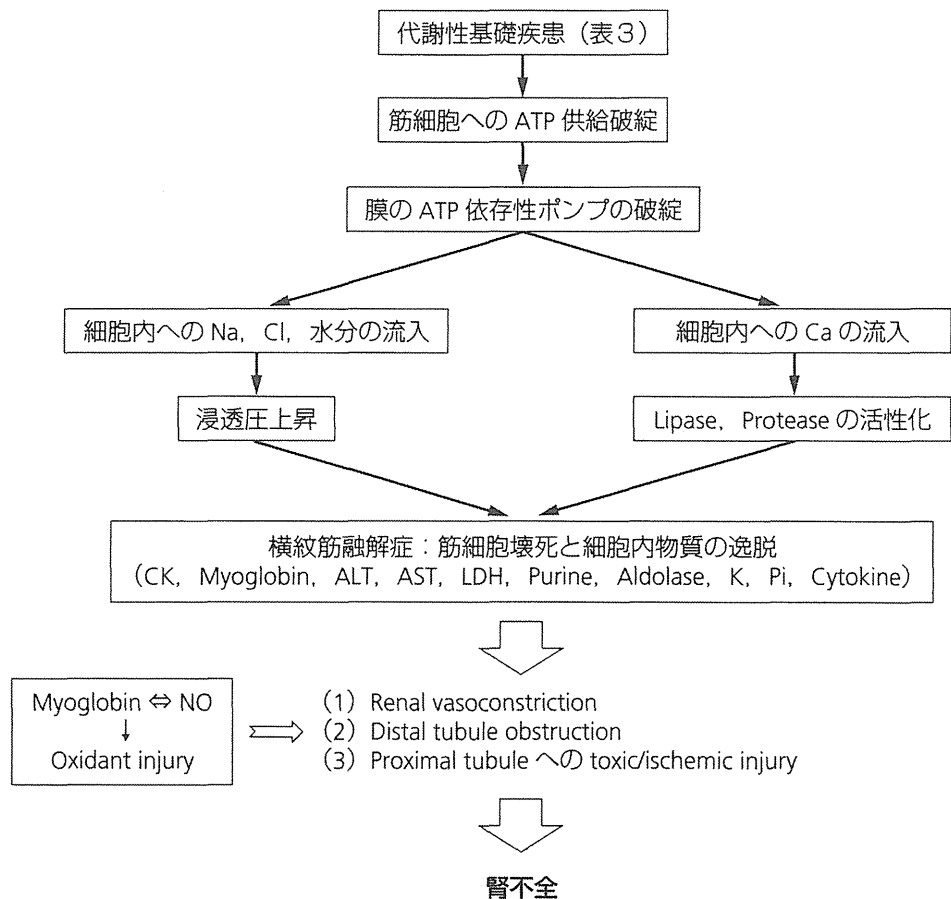 代謝性基礎疾患（表３）
筋細胞への ATP 供給破綻
膜の ATP 依存性ポンプの破綻
細胞内への Na, Cl, 水分の流入
細胞内への Ca の流入
浸透圧上昇
Lipase, Protease の活性化
横紋筋融解症：筋細胞壊死と細胞内物質の逸脱
（CK, Myoglobin, ALT, AST, LDH, Purine, Aldolase, K, Pi, Cytokine）
Myoglobin ⇔ NO
↓
Oxidant injury
（1）Renal vasoconstriction
（2）Distal tubule obstruction
（3）Proximal tubule への toxic/ischemic injury
腎不全